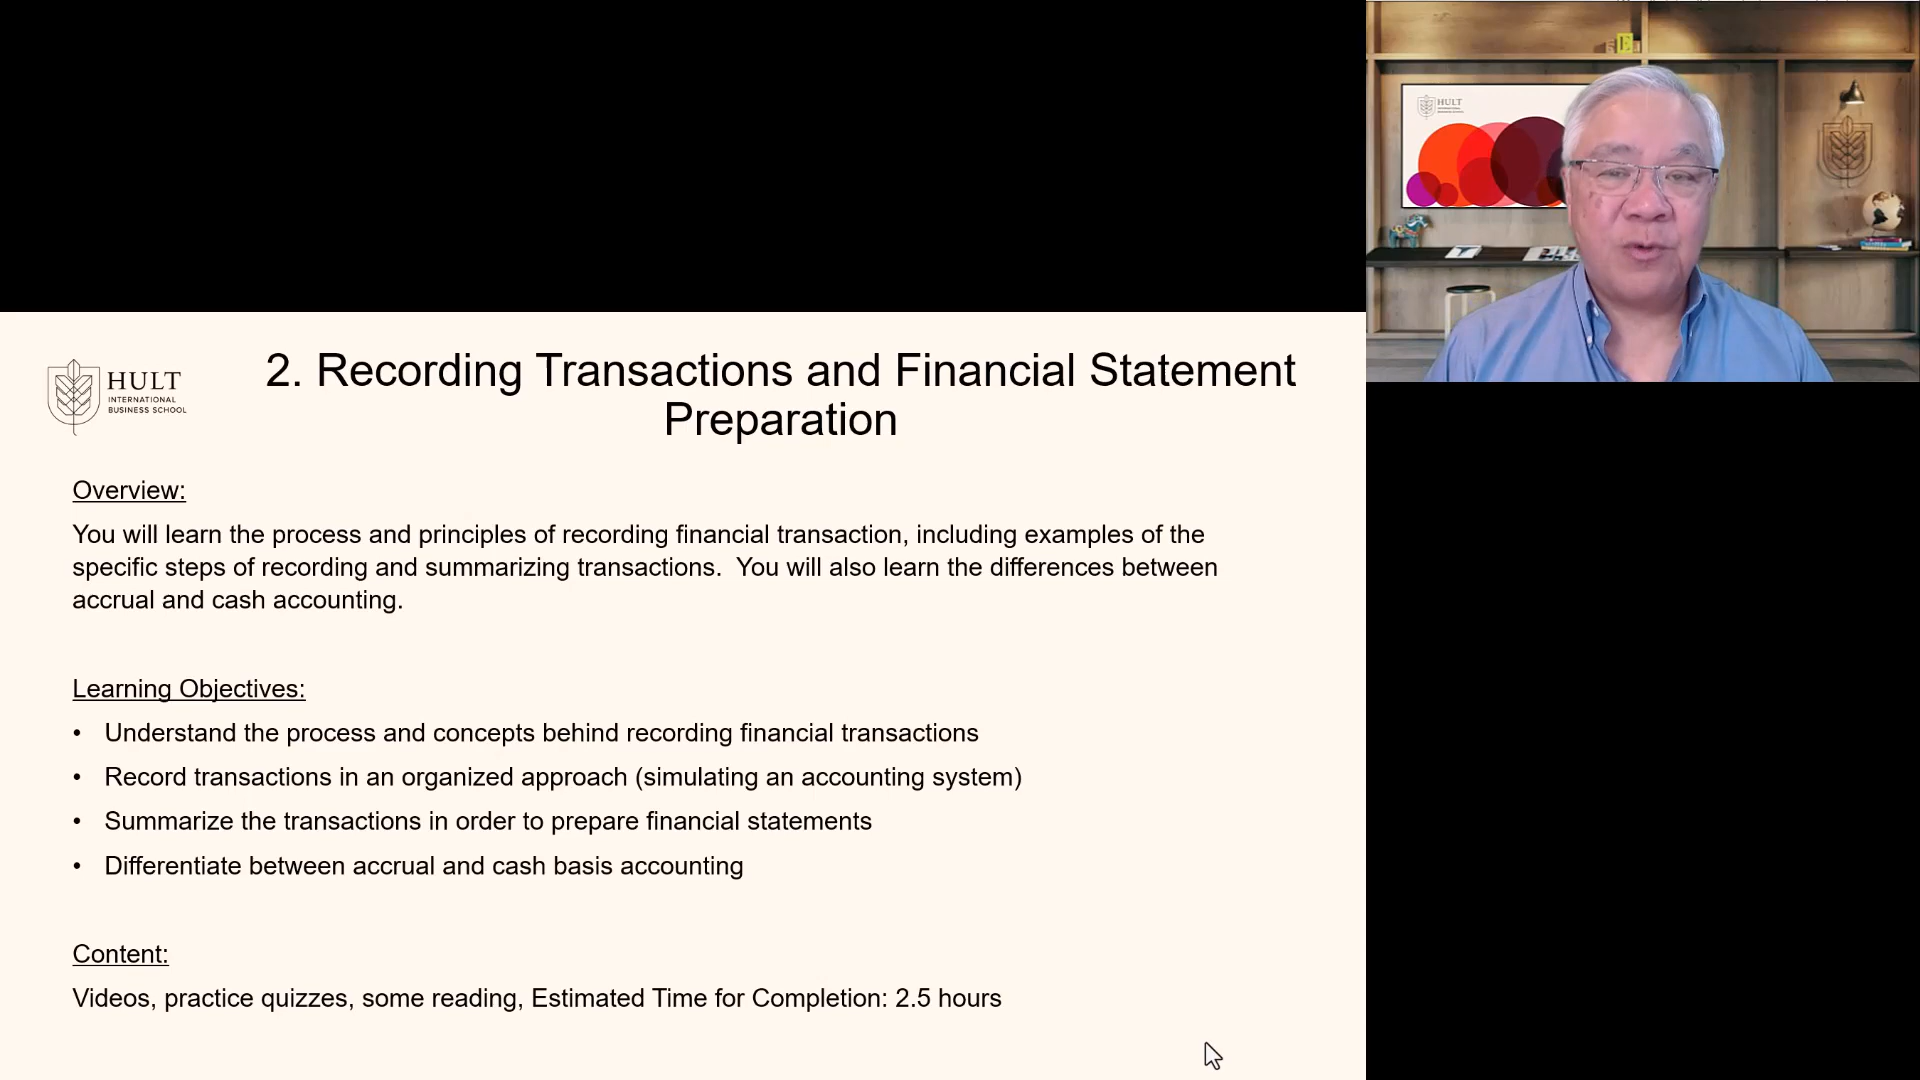 HULT
E
HULT
INTERNATIONAL
BUSINESS SCHOOL
2. Recording Transactions and Financial Statement
Preparation
Overview:
You will learn the process and principles of recording financial transaction, including examples of the
specific steps of recording and summarizing transactions.  You will also learn the differences between
accrual and cash accounting.
Learning Objectives:
• Understand the process and concepts behind recording financial transactions
• Record transactions in an organized approach (simulating an accounting system)
• Summarize the transactions in order to prepare financial statements
• Differentiate between accrual and cash basis accounting
Content:
Videos, practice quizzes, some reading, Estimated Time for Completion: 2.5 hours